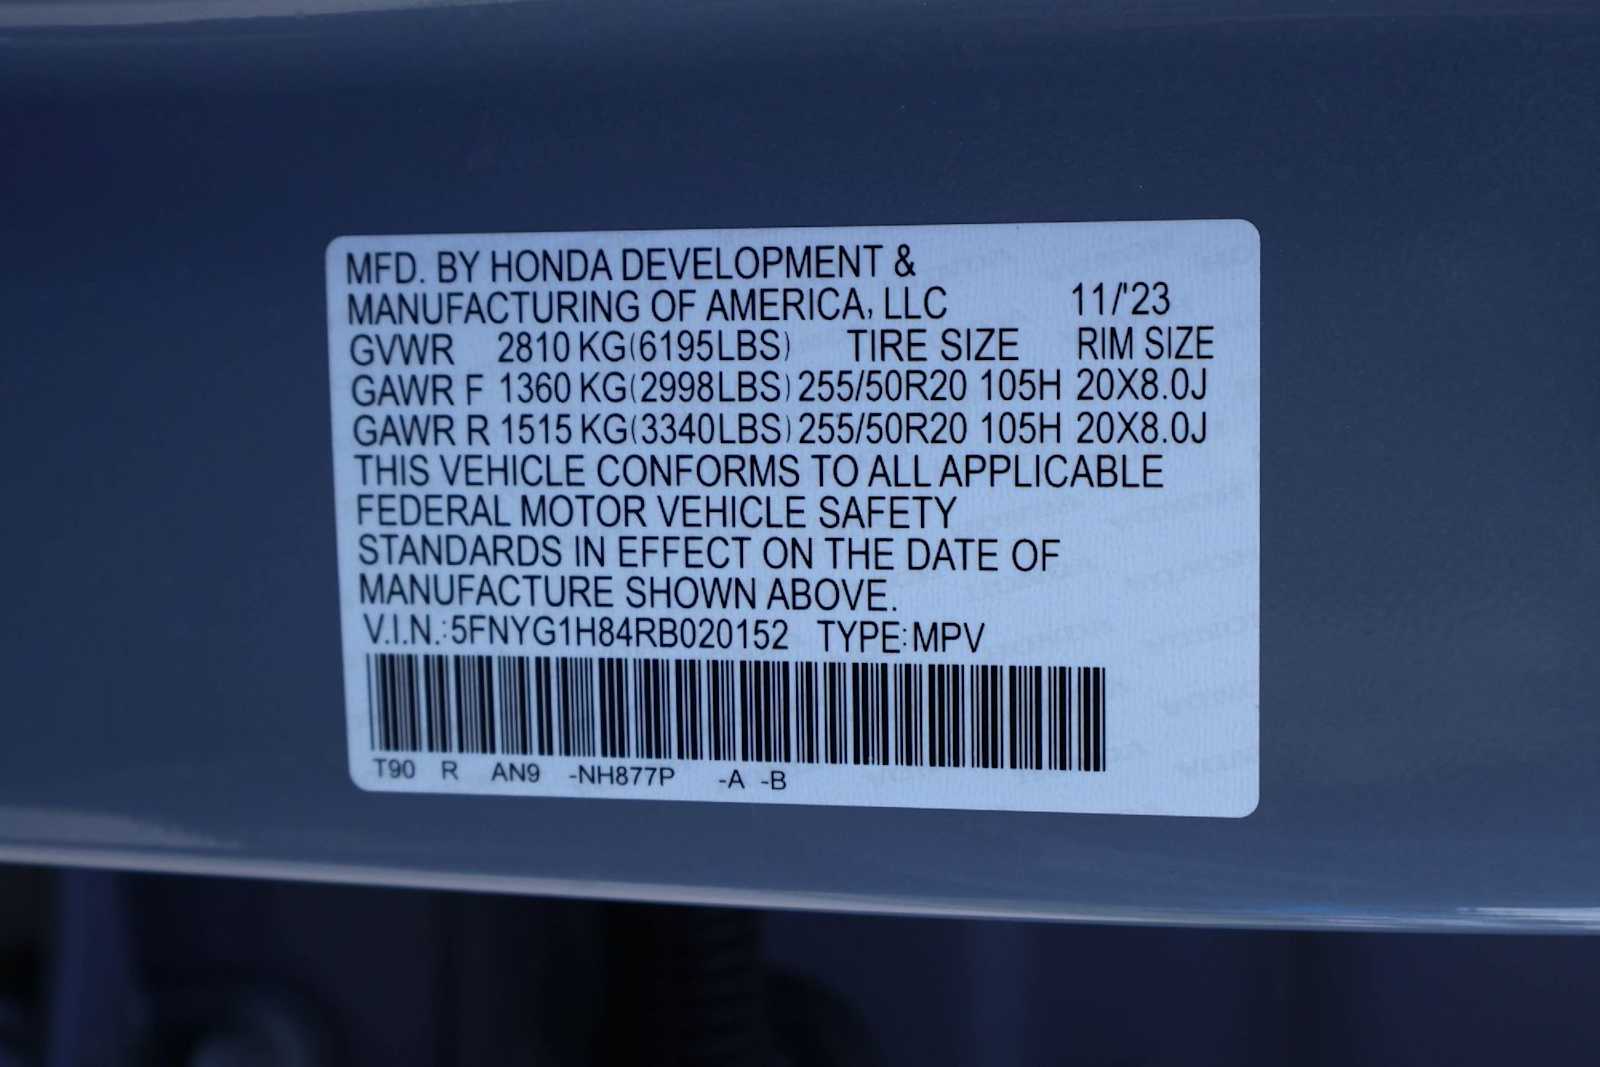 MFD. BY HONDA DEVELOPMENT &
MANUFACTURING OF AMERICA, LLC 11/'23
GVWR 2810 KG(6195LBS) TIRE SIZE RIM SIZE
GAWR F 1360 KG(2998LBS) 255/50R20 105H 20X8.0J
GAWR R 1515 KG(3340LBS) 255/50R20 105H 20X8.0J
THIS VEHICLE CONFORMS TO ALL APPLICABLE
FEDERAL MOTOR VEHICLE SAFETY
STANDARDS IN EFFECT ON THE DATE OF
MANUFACTURE SHOWN ABOVE.
V.I.N.:5FNYG1H84RB020152 TYPE:MPV
T90 R AN9 -NH877P -A -B